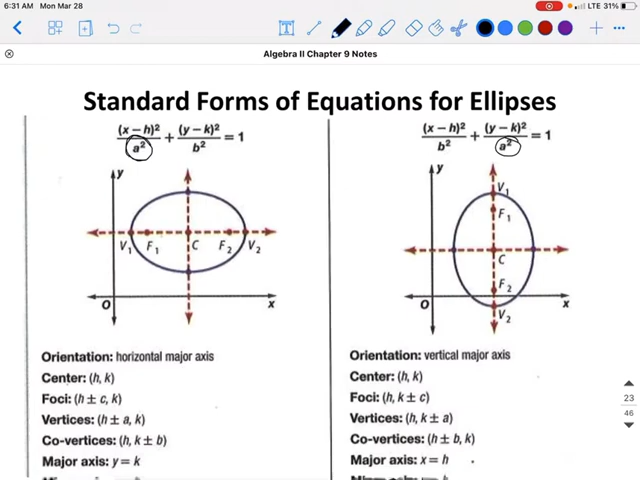 6:31 AM Mon Mar 28
LTE 31%
Algebra II Chapter 9 Notes
Standard Forms of Equations for Ellipses
(x – h)² / a² + (y – k)² / b² = 1
y
V₁ F₁ C F₂ V₂
O x
Orientation: horizontal major axis
Center: (h, k)
Foci: (h ± c, k)
Vertices: (h ± a, k)
Co-vertices: (h, k ± b)
Major axis: y = k
(x – h)² / b² + (y – k)² / a² = 1
y
V₁
F₁
C
F₂
O x
V₂
Orientation: vertical major axis
Center: (h, k)
Foci: (h, k ± c)
Vertices: (h, k ± a)
Co-vertices: (h ± b, k)
Major axis: x = h
23
46